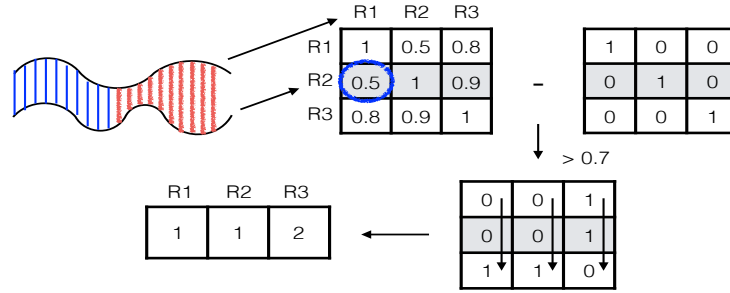 R1 R2 R3
R1 1 0.5 0.8 1 0 0
R2 0.5 1 0.9 - 0 1 0
R3 0.8 0.9 1 0 0 1
> 0.7
R1 R2 R3 0 0 1
1 1 2 0 0 1
1 1 0